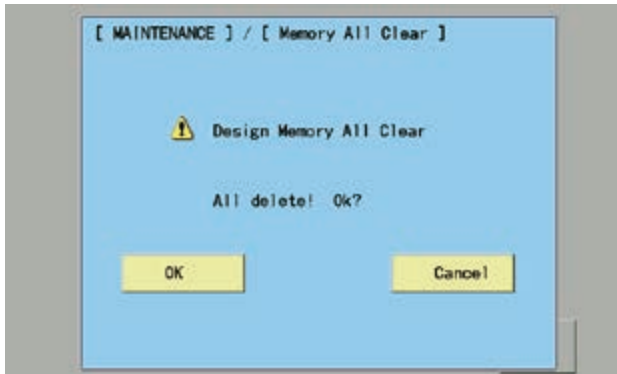 [ MAINTENANCE ] / [ Memory All Clear ]
Design Memory All Clear
All delete! Ok?
OK
Cancel